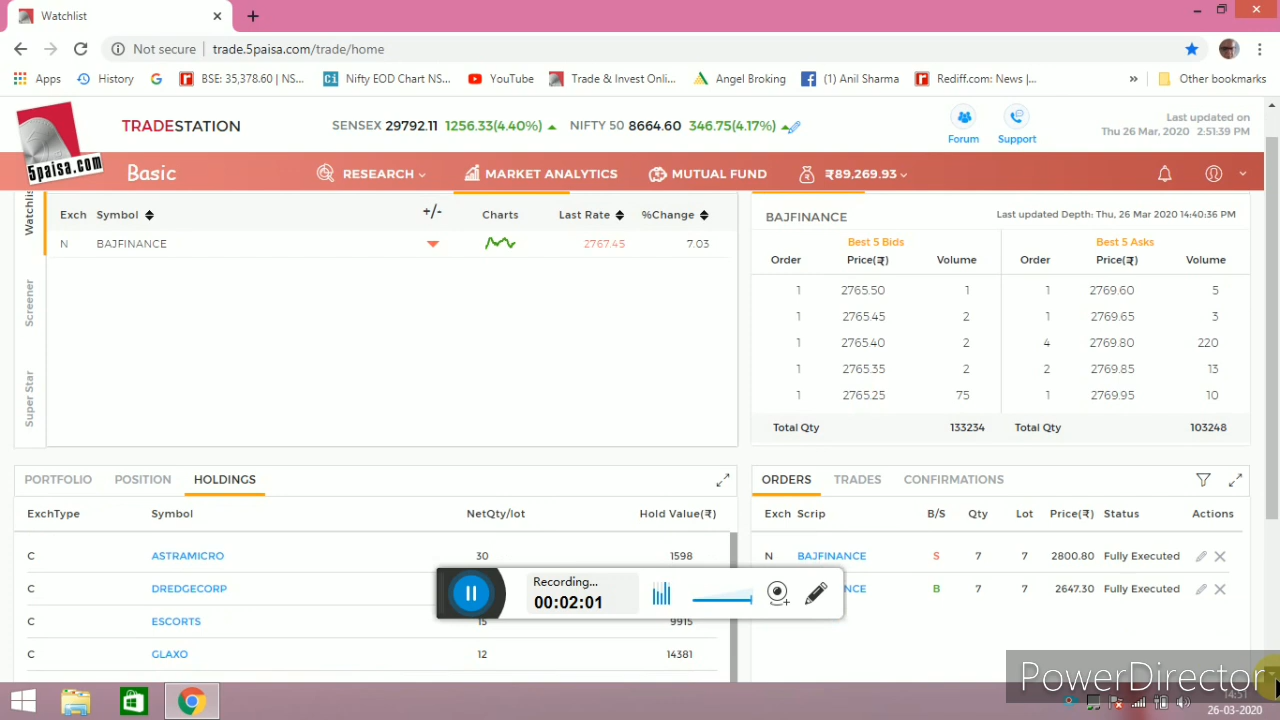 Watchlist
Not secure trade.5paisa.com/trade/home
Apps History BSE: 35,378.60 | NS... Nifty EOD Chart NS... YouTube Trade & Invest Onli... Angel Broking (1) Anil Sharma Rediff.com: News |... » Other bookmarks
5paisa.com
TRADESTATION SENSEX 29792.11 1256.33(4.40%) NIFTY 50 8664.60 346.75(4.17%) Forum Support Last updated on
Thu 26 Mar, 2020 | 2:51:39 PM
Basic RESEARCH MARKET ANALYTICS MUTUAL FUND ₹89,269.93
Watchlist
Screener
Super Star
Exch Symbol +/- Charts Last Rate %Change
N BAJFINANCE 2767.45 7.03
BAJFINANCE Last updated Depth: Thu, 26 Mar 2020 14:40:36 PM
Best 5 Bids Best 5 Asks
Order Price(₹) Volume Order Price(₹) Volume
1 2765.50 1 1 2769.60 5
1 2765.45 2 1 2769.65 3
1 2765.40 2 4 2769.80 220
1 2765.35 2 2 2769.85 13
1 2765.25 75 1 2769.95 10
Total Qty 133234 Total Qty 103248
PORTFOLIO POSITION HOLDINGS
ExchType Symbol NetQty/lot Hold Value(₹)
C ASTRAMICRO 30 1598
C DREDGECORP
C ESCORTS 15 9915
C GLAXO 12 14381
ORDERS TRADES CONFIRMATIONS
Exch Scrip B/S Qty Lot Price(₹) Status Actions
N BAJFINANCE S 7 7 2800.80 Fully Executed
NCE B 7 7 2647.30 Fully Executed
Recording...
00:02:01
PowerDirector
14:51
26-03-2020